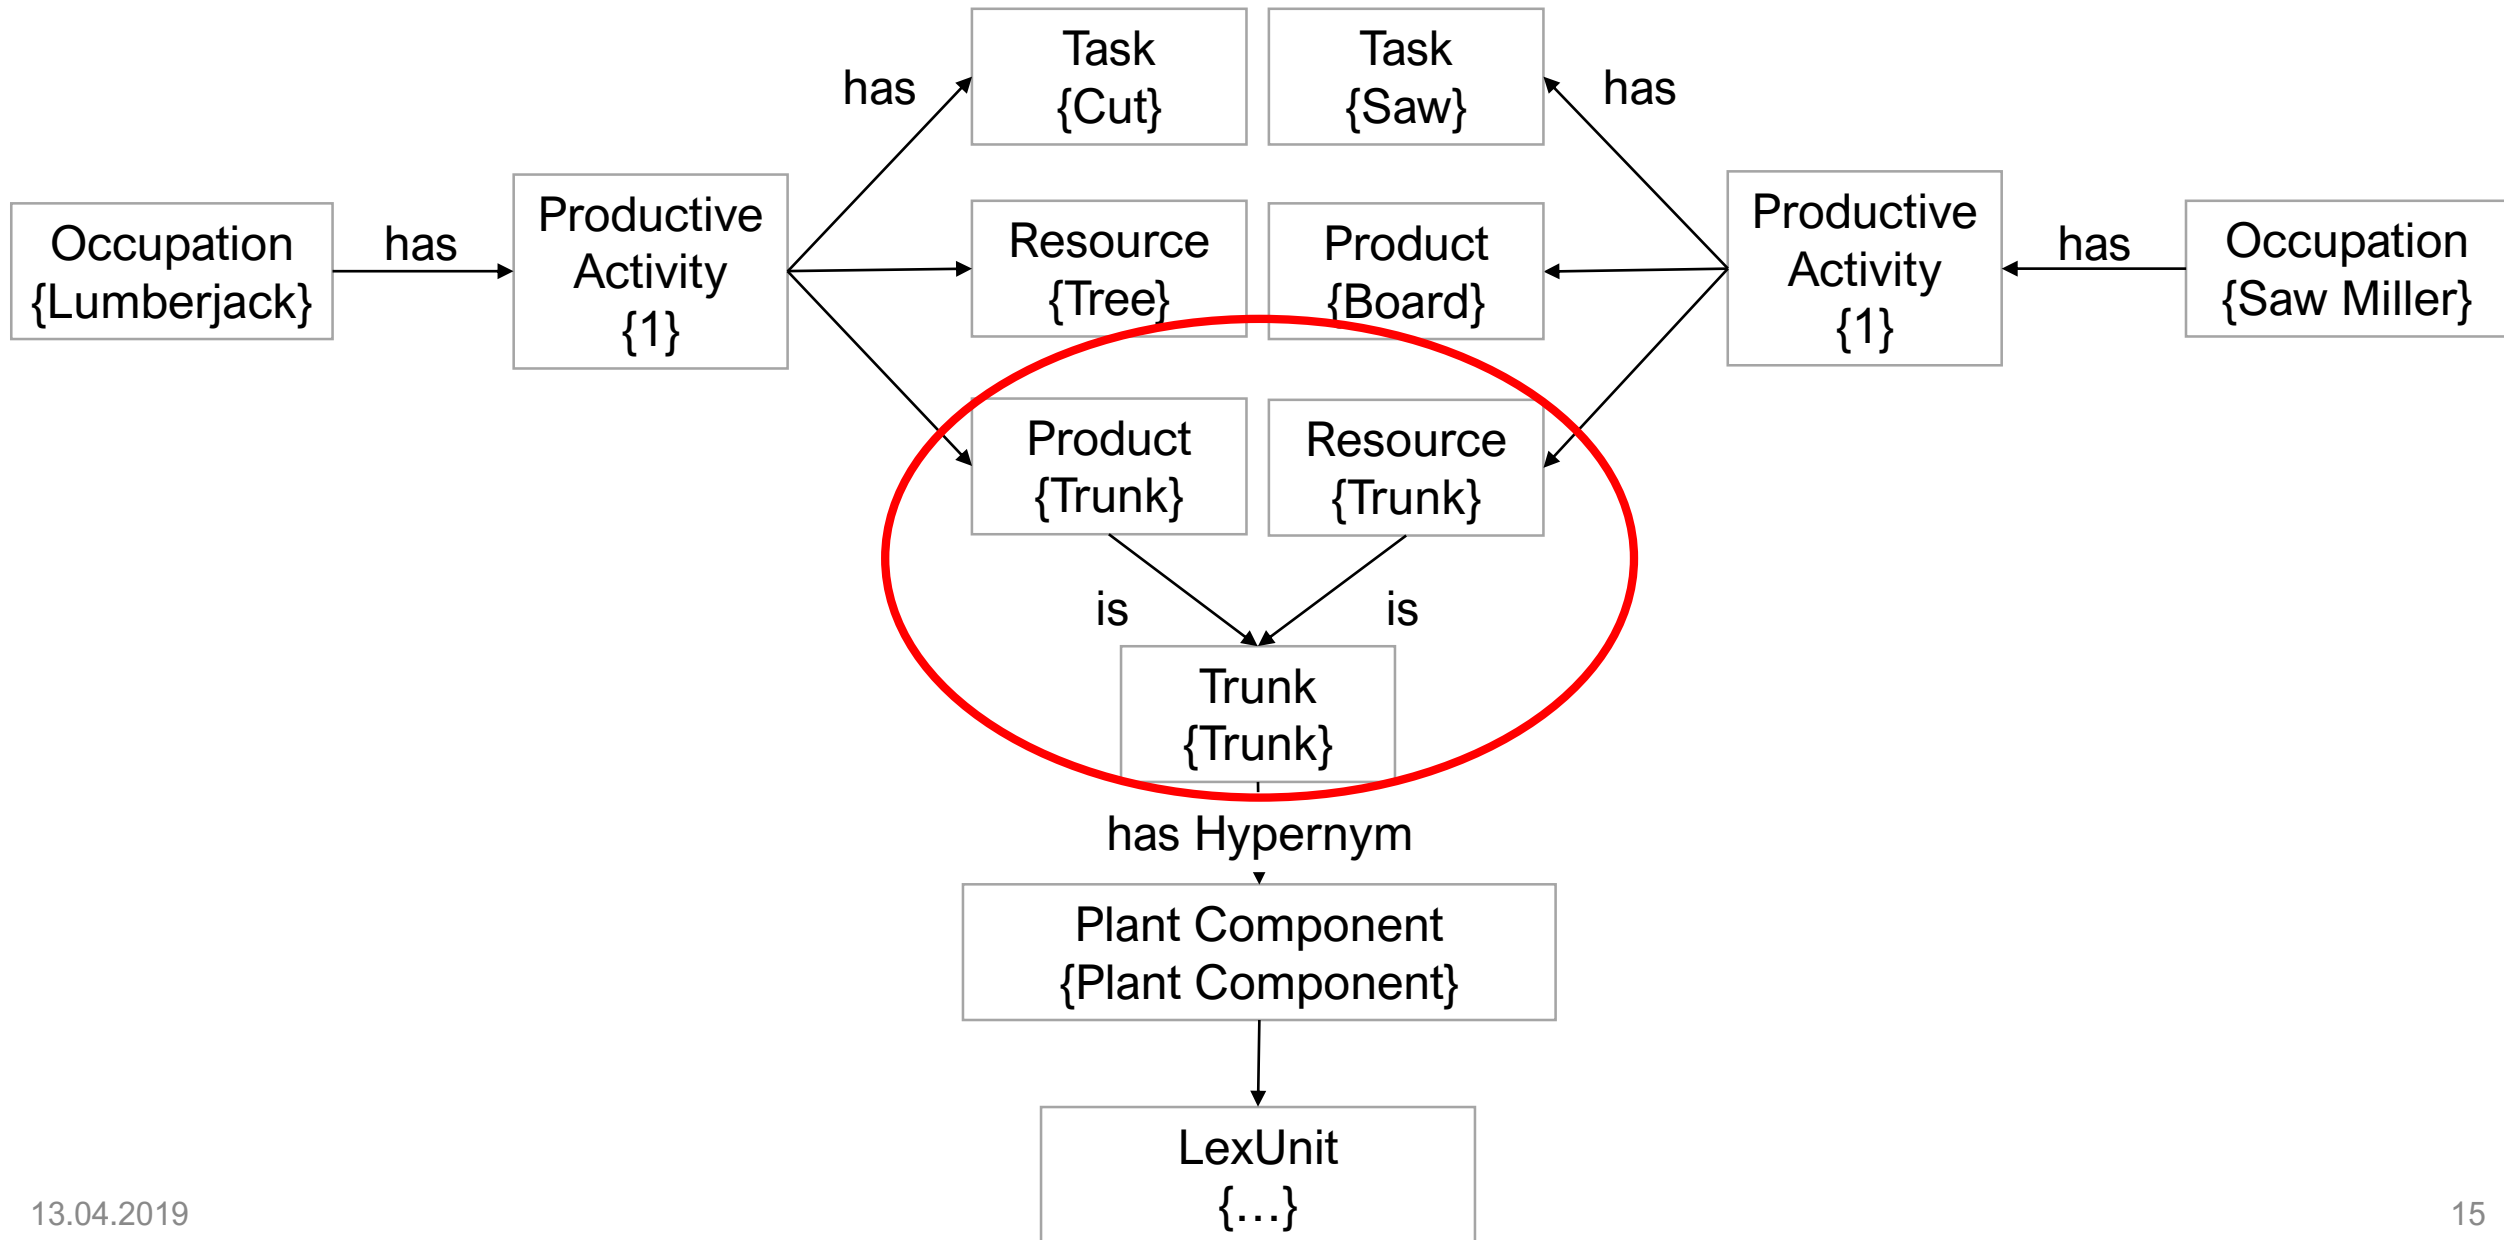 Task
{Cut}
Task
{Saw}
has
has
Occupation
{Lumberjack}
has
Productive
Activity
{1}
Resource
{Tree}
Product
{Board}
Productive
Activity
{1}
has
Occupation
{Saw Miller}
Product
{Trunk}
Resource
{Trunk}
is
is
Trunk
{Trunk}
has Hypernym
Plant Component
{Plant Component}
LexUnit
{…}
13.04.2019
15